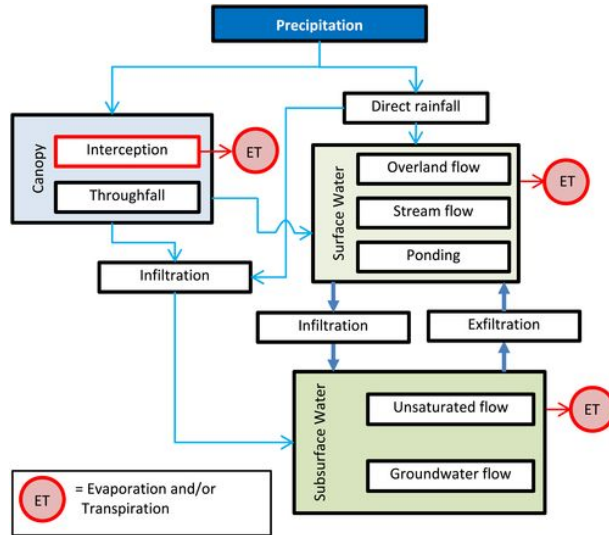 Precipitation
Direct rainfall
Canopy
Interception
ET
Throughfall
Surface Water
Overland flow
Stream flow
Ponding
ET
Infiltration
Infiltration
Exfiltration
Subsurface Water
Unsaturated flow
Groundwater flow
ET
ET
= Evaporation and/or
Transpiration